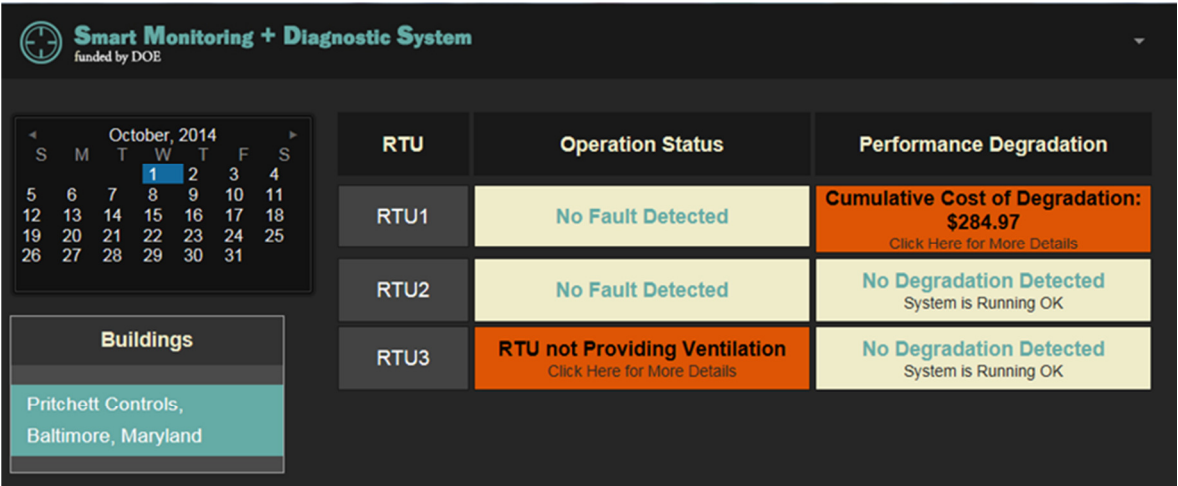 Smart Monitoring + Diagnostic System
funded by DOE
October, 2014
S M T W T F S
1 2 3 4
5 6 7 8 9 10 11
12 13 14 15 16 17 18
19 20 21 22 23 24 25
26 27 28 29 30 31
Buildings
Pritchett Controls,
Baltimore, Maryland
RTU Operation Status Performance Degradation
RTU1 No Fault Detected Cumulative Cost of Degradation:
$284.97
Click Here for More Details
RTU2 No Fault Detected No Degradation Detected
System is Running OK
RTU3 RTU not Providing Ventilation No Degradation Detected
Click Here for More Details System is Running OK